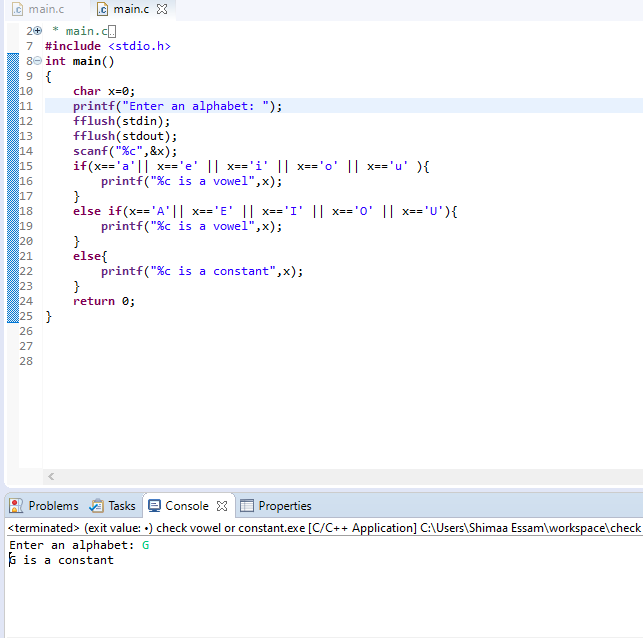 main.c main.c
2 * main.c
7 #include <stdio.h>
8 int main()
9 {
10 char x=0;
11 printf("Enter an alphabet: ");
12 fflush(stdin);
13 fflush(stdout);
14 scanf("%c",&x);
15 if(x=='a'|| x=='e' || x=='i' || x=='o' || x=='u' ){
16 printf("%c is a vowel",x);
17 }
18 else if(x=='A'|| x=='E' || x=='I' || x=='O' || x=='U'){
19 printf("%c is a vowel",x);
20 }
21 else{
22 printf("%c is a constant",x);
23 }
24 return 0;
25 }
26
27
28
Problems Tasks Console Properties
<terminated> (exit value: •) check vowel or constant.exe [C/C++ Application] C:\Users\Shimaa Essam\workspace\check
Enter an alphabet: G
G is a constant